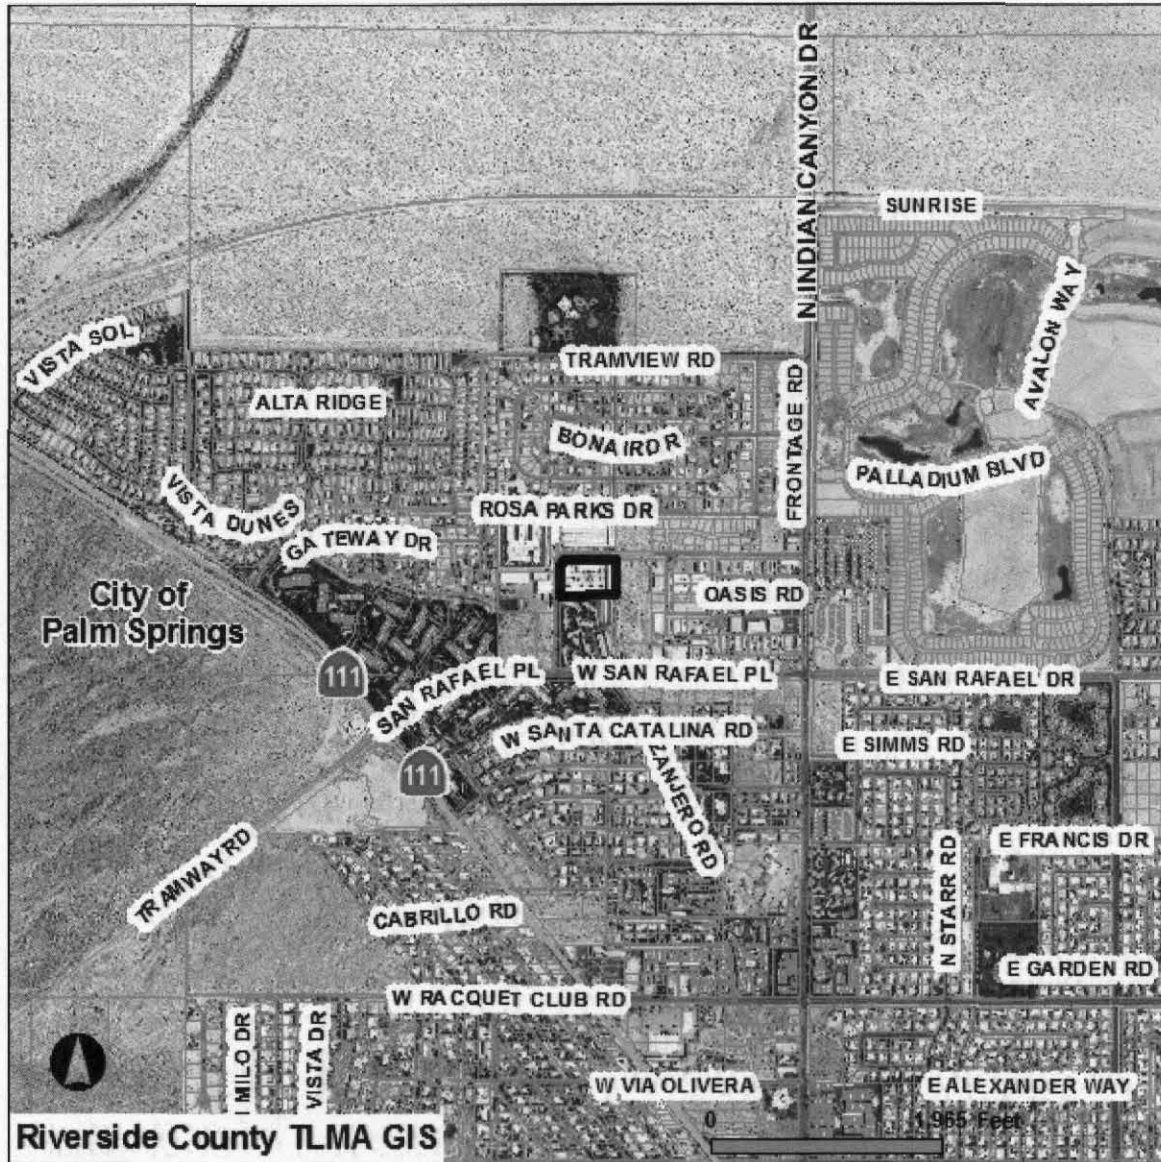 N INDIAN CANYON DR
SUNRISE
AVALON WAY
VISTA SOL
TRAMVIEW RD
FRONTAGE RD
ALTA RIDGE
BONAIRDR
PALLADIUM BLVD
VISTA DUNES
ROSA PARKS DR
GATEWAY DR
City of
Palm Springs
OASIS RD
111
SAN RAFAEL PL
W SAN RAFAEL PL
E SAN RAFAEL DR
W SANTA CATALINA RD
E SIMMS RD
111
ZANJERO RD
TRAMWAY RD
E FRANCIS DR
N STARR RD
CABRILLO RD
E GARDEN RD
W RACQUET CLUB RD
MILO DR
VISTA DR
W VIA OLIVERA
E ALEXANDER WAY
0
1,965 Feet
Riverside County TLMA GIS